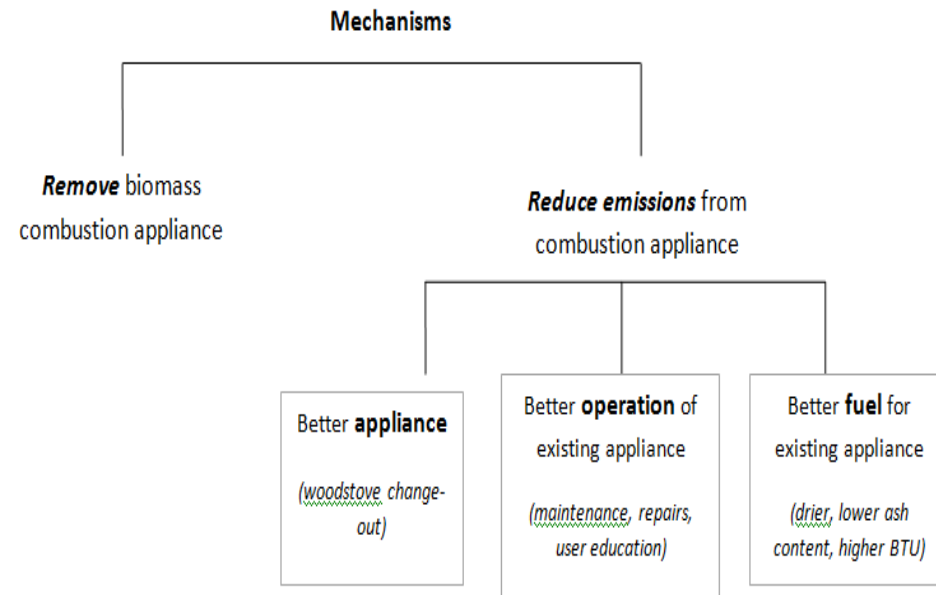 Mechanisms
Remove biomass
combustion appliance
Reduce emissions from
combustion appliance
Better appliance
(woodstove change-
out)
Better operation of
existing appliance
(maintenance, repairs,
user education)
Better fuel for
existing appliance
(drier, lower ash
content, higher BTU)